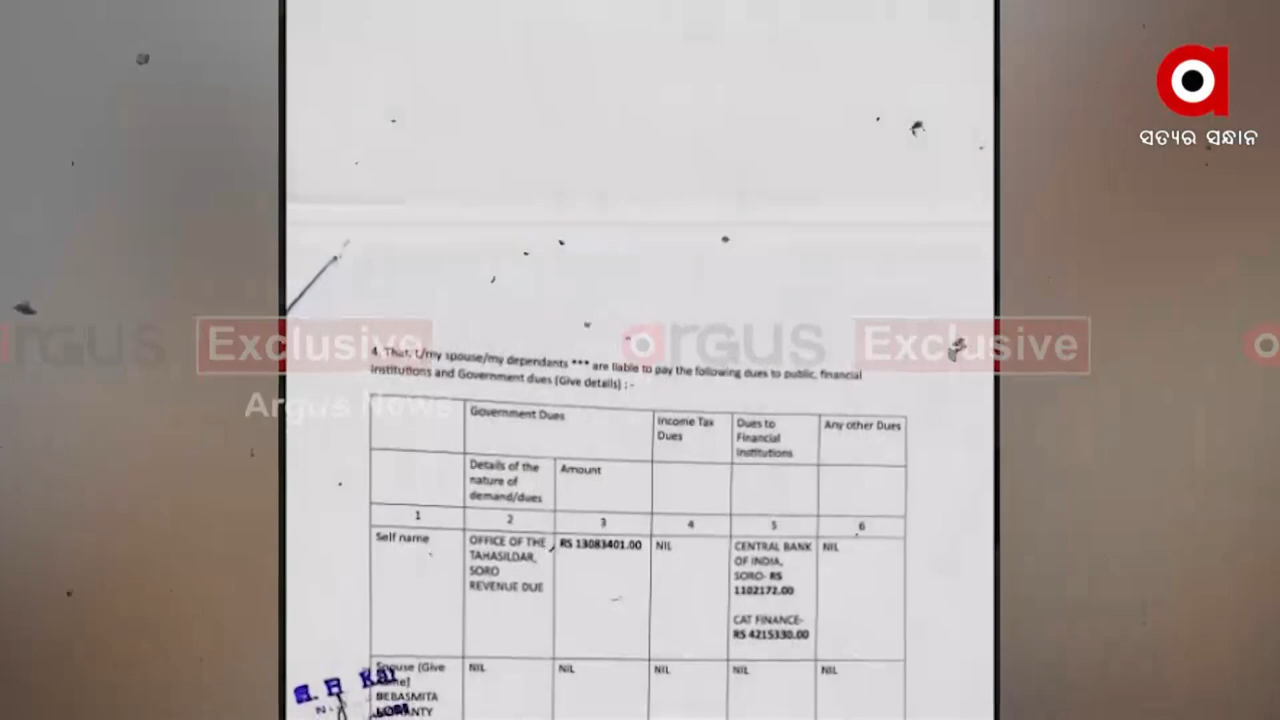 ସତ୍ୟର ସନ୍ଧାନ
argus Exclusive argus Exclusive
Argus News
4. That, I/my spouse/my dependants *** are liable to pay the following dues to public, financial
institutions and Government dues (Give details) : -
Government Dues
Income Tax Dues
Dues to Financial Institutions
Any other Dues
Details of the nature of demand/dues
Amount
1 2 3 4 5 6
Self name
OFFICE OF THE
TAHASILDAR,
SORO
REVENUE DUE
RS 13083401.00
NIL
CENTRAL BANK
OF INDIA,
SORO- RS
1102172.00
CAT FINANCE-
RS 4215330.00
NIL
Spouse (Give
NIL NIL NIL NIL NIL